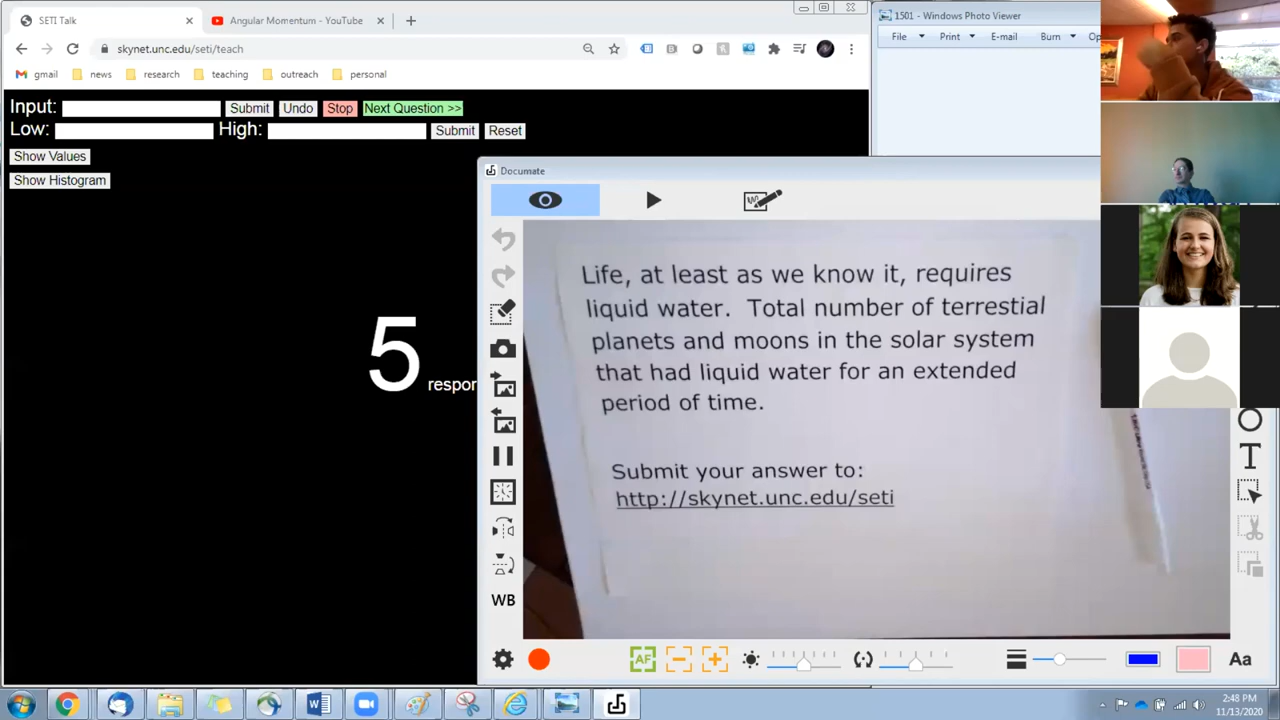 SETI Talk
Angular Momentum - YouTube
skynet.unc.edu/seti/teach
gmail
news
research
teaching
outreach
personal
Input:
Submit
Undo
Stop
Next Question >>
Low:
High:
Submit
Reset
Show Values
Show Histogram
5 respon
1501 - Windows Photo Viewer
File
Print
E-mail
Burn
Op
Documate
Life, at least as we know it, requires
liquid water. Total number of terrestial
planets and moons in the solar system
that had liquid water for an extended
period of time.
Submit your answer to:
http://skynet.unc.edu/seti
WB
AF
T
Aa
2:48 PM
11/13/2020